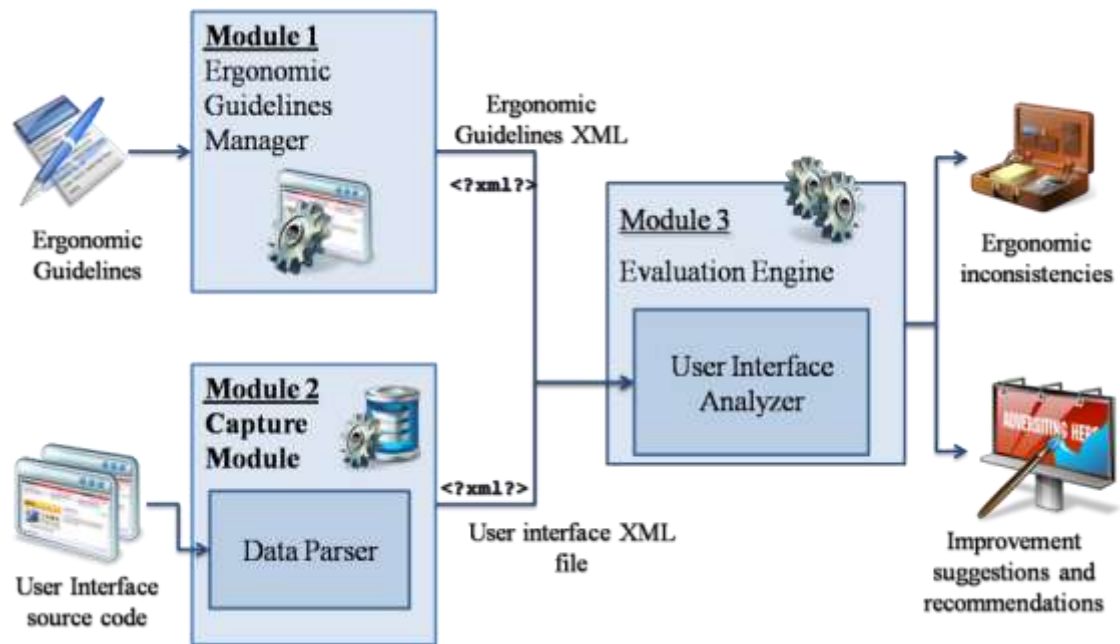 Module 1
Ergonomic
Guidelines
Manager
Ergonomic
Guidelines
Ergonomic
Guidelines XML
<?xml?>
Module 2
Capture
Module
Data Parser
User Interface
source code
<?xml?>
User interface XML
file
Module 3
Evaluation Engine
User Interface
Analyzer
Ergonomic
inconsistencies
ADVERSITING HERE
Improvement
suggestions and
recommendations